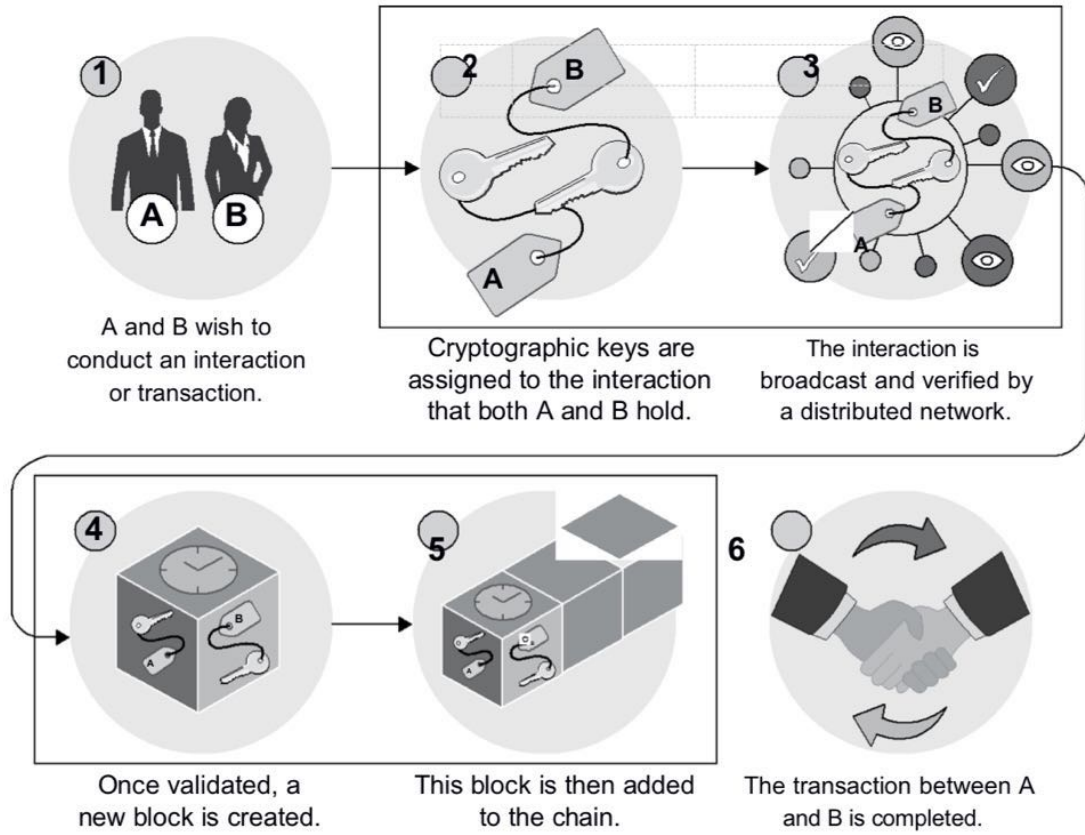 1
A
B
A and B wish to
conduct an interaction
or transaction.
2
B
A
Cryptographic keys are
assigned to the interaction
that both A and B hold.
3
B
A
The interaction is
broadcast and verified by
a distributed network.
4
B
A
Once validated, a
new block is created.
5
A
This block is then added
to the chain.
6
The transaction between A
and B is completed.